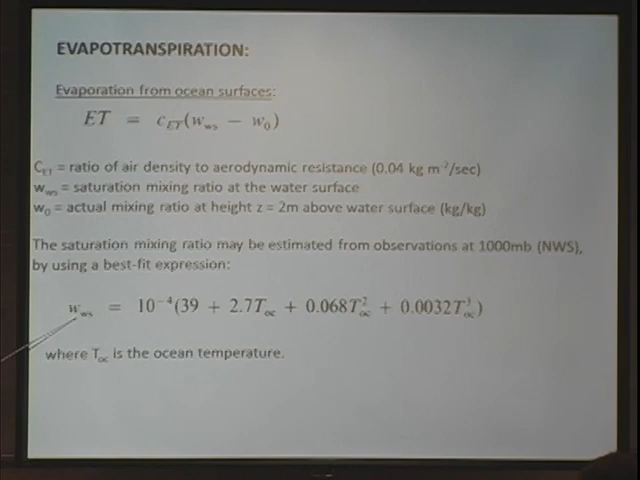 EVAPOTRANSPIRATION:
Evaporation from ocean surfaces:
ET = c_ET(w_ws − w_0)
C_ET = ratio of air density to aerodynamic resistance (0.04 kg m⁻²/sec)
w_ws = saturation mixing ratio at the water surface
w_0 = actual mixing ratio at height z = 2m above water surface (kg/kg)
The saturation mixing ratio may be estimated from observations at 1000mb (NWS),
by using a best-fit expression:
w_ws = 10⁻⁴(39 + 2.7T_oc + 0.068T²_oc + 0.0032T³_oc)
where T_oc is the ocean temperature.